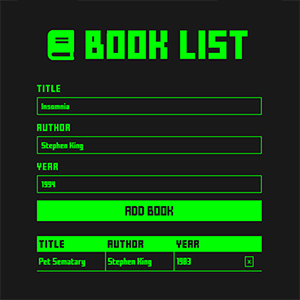 BOOK LIST
TITLE
Insomnia
AUTHOR
Stephen King
YEAR
1994
ADD BOOK
TITLE AUTHOR YEAR
Pet Sematary Stephen King 1983 x